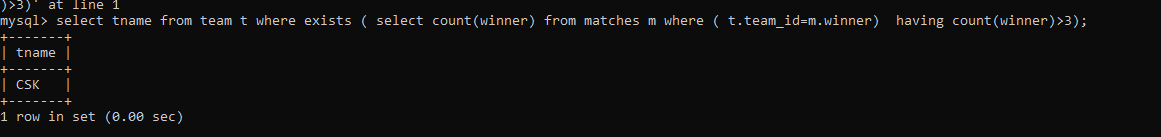 )>3)' at line 1
mysql> select tname from team t where exists ( select count(winner) from matches m where ( t.team_id=m.winner)  having count(winner)>3);
+-------+
| tname |
+-------+
| CSK   |
+-------+
1 row in set (0.00 sec)